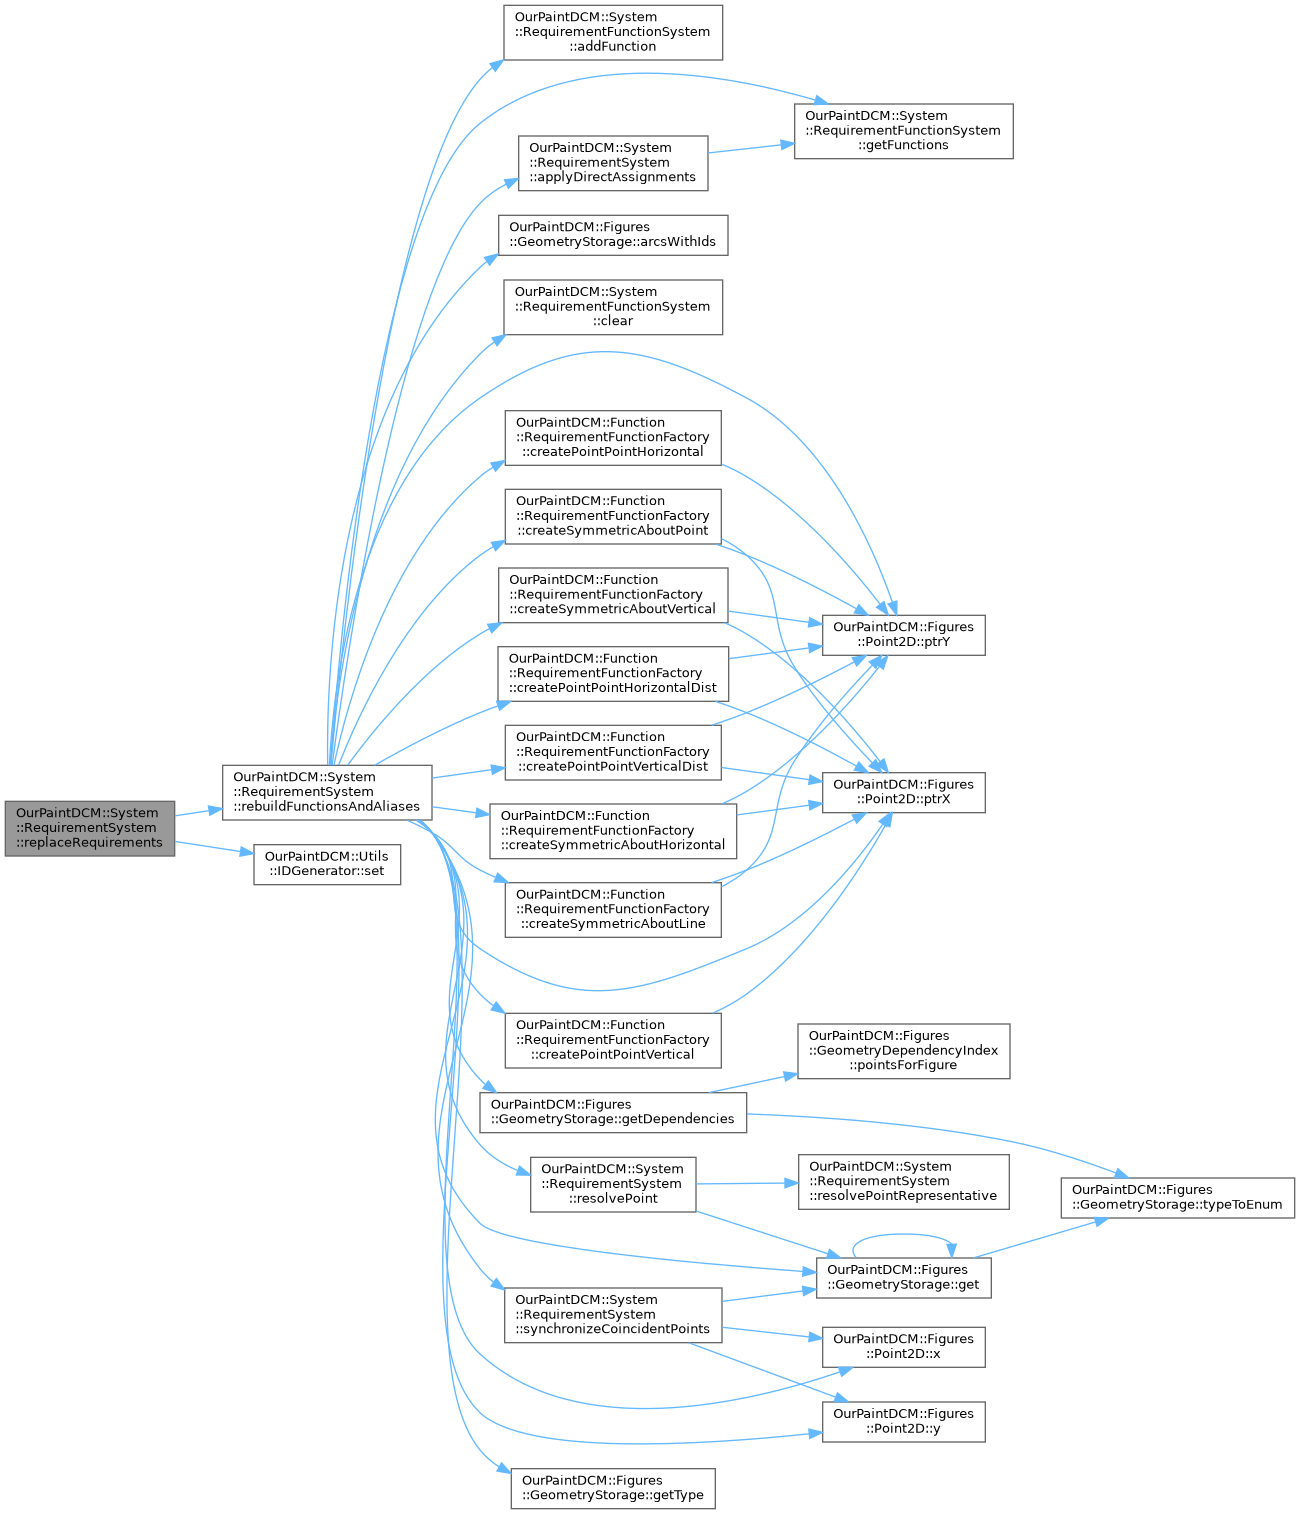 OurPaintDCM::System
::RequirementFunctionSystem
::addFunction
OurPaintDCM::System
::RequirementFunctionSystem
::getFunctions
OurPaintDCM::System
::RequirementSystem
::applyDirectAssignments
OurPaintDCM::Figures
::GeometryStorage::arcsWithIds
OurPaintDCM::System
::RequirementFunctionSystem
::clear
OurPaintDCM::Function
::RequirementFunctionFactory
::createPointPointHorizontal
OurPaintDCM::Function
::RequirementFunctionFactory
::createSymmetricAboutPoint
OurPaintDCM::Function
::RequirementFunctionFactory
::createSymmetricAboutVertical
OurPaintDCM::Figures
::Point2D::ptrY
OurPaintDCM::Function
::RequirementFunctionFactory
::createPointPointHorizontalDist
OurPaintDCM::Function
::RequirementFunctionFactory
::createPointPointVerticalDist
OurPaintDCM::System
::RequirementSystem
::rebuildFunctionsAndAliases
OurPaintDCM::Figures
::Point2D::ptrX
OurPaintDCM::System
::RequirementSystem
::replaceRequirements
OurPaintDCM::Function
::RequirementFunctionFactory
::createSymmetricAboutHorizontal
OurPaintDCM::Utils
::IDGenerator::set
OurPaintDCM::Function
::RequirementFunctionFactory
::createSymmetricAboutLine
OurPaintDCM::Function
::RequirementFunctionFactory
::createPointPointVertical
OurPaintDCM::Figures
::GeometryDependencyIndex
::pointsForFigure
OurPaintDCM::Figures
::GeometryStorage::getDependencies
OurPaintDCM::System
::RequirementSystem
::resolvePoint
OurPaintDCM::System
::RequirementSystem
::resolvePointRepresentative
OurPaintDCM::Figures
::GeometryStorage::typeToEnum
OurPaintDCM::Figures
::GeometryStorage::get
OurPaintDCM::System
::RequirementSystem
::synchronizeCoincidentPoints
OurPaintDCM::Figures
::Point2D::x
OurPaintDCM::Figures
::Point2D::y
OurPaintDCM::Figures
::GeometryStorage::getType